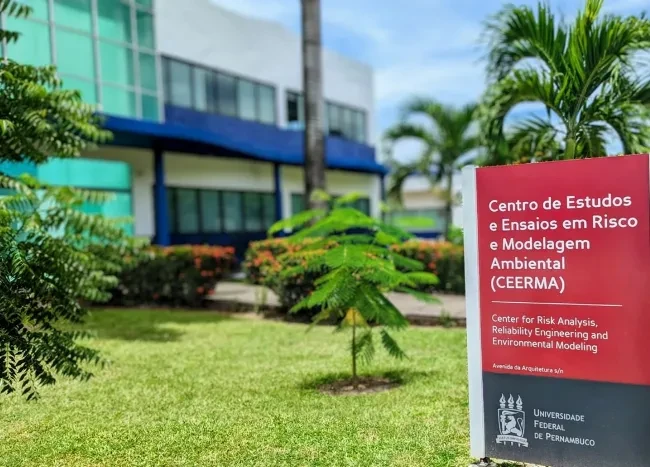 Centro de Estudos
e Ensaios em Risco
e Modelagem
Ambiental
(CEERMA)
Center for Risk Analysis,
Reliability Engineering and
Environmental Modeling
Avenida da Arquitetura s/n
Universidade
Federal
de Pernambuco